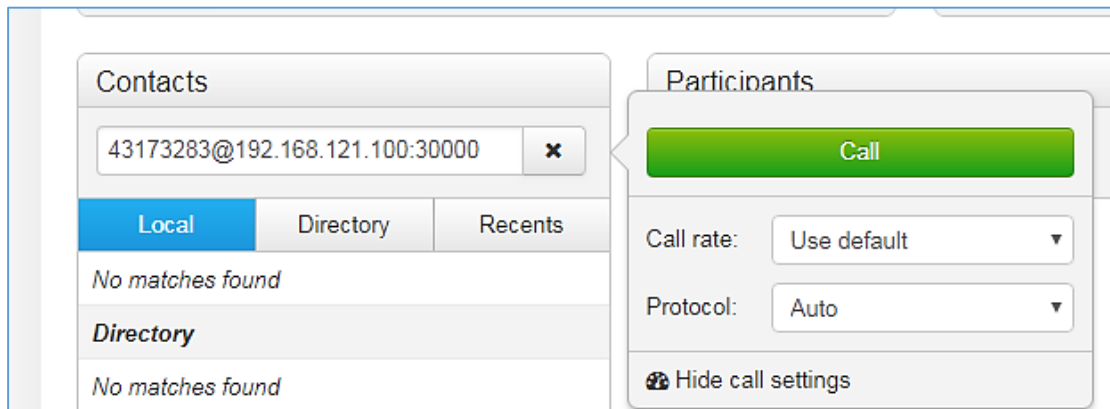 Contacts
43173283@192.168.121.100:30000
Local
Directory
Recents
No matches found
Directory
No matches found
Participants
Call
Call rate:
Use default
Protocol:
Auto
Hide call settings